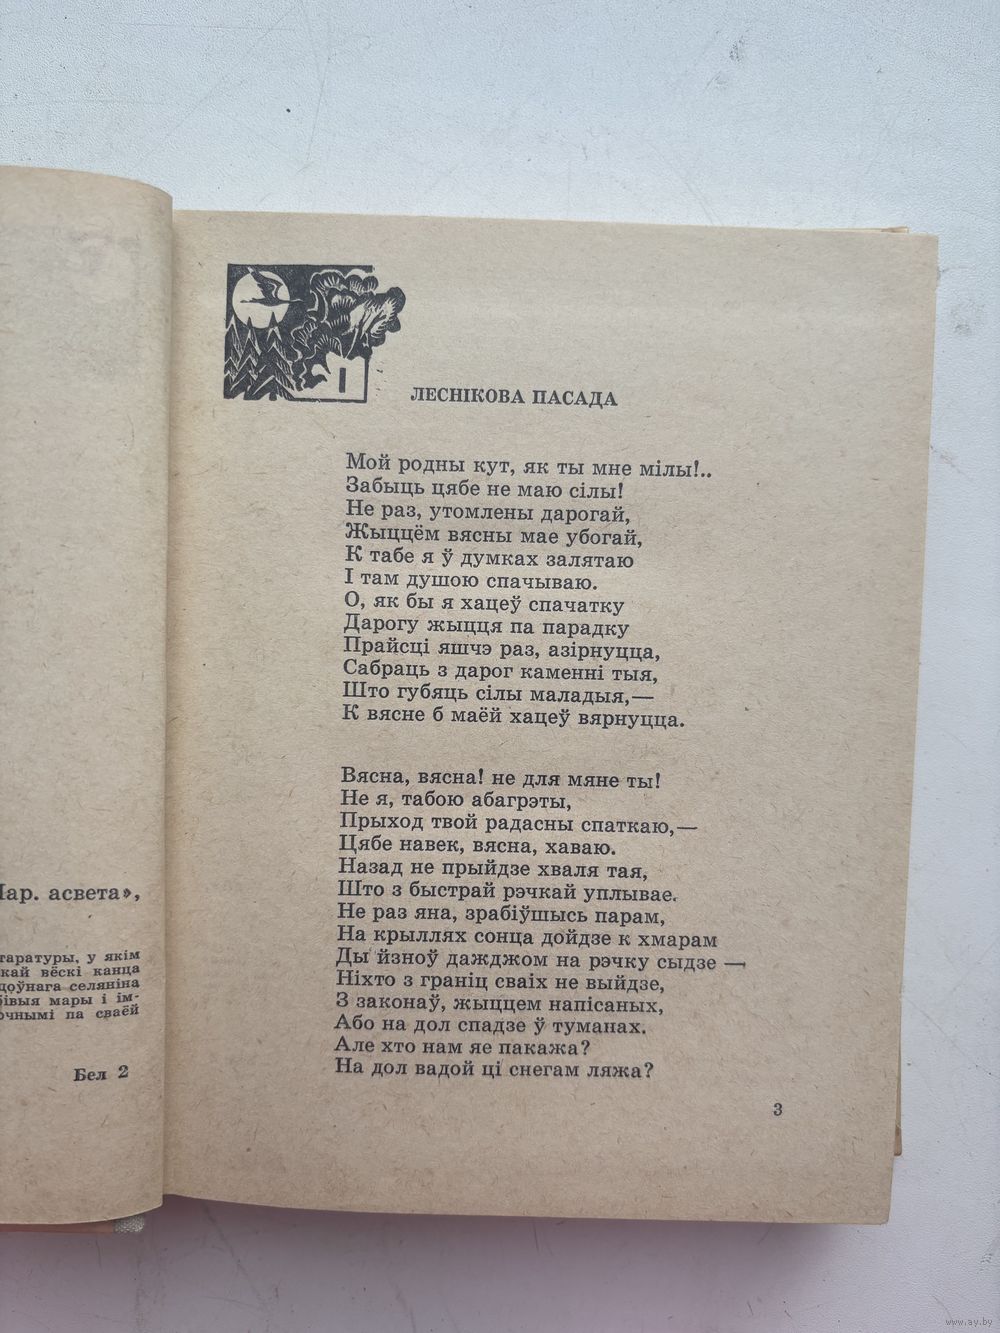 асвета»,
у якім
вёскі канца
селяніна
мары і ім-
па сваёй
Бел 2
I
ЛЕСНІКОВА ПАСАДА
Мой родны кут, як ты мне мілы!..
Забыць цябе не маю сілы!
Не раз, утомлены дарогай,
Жыццём вясны мае убогай,
К табе я ў думках залятаю
І там душою спачываю.
О, як бы я хацеў спачатку
Дарогу жыцця па парадку
Прайсці яшчэ раз, азірнуцца,
Сабраць з дарог каменні тыя,
Што губяць сілы маладыя,—
К вясне б маёй хацеў вярнуцца.
Вясна, вясна! не для мяне ты!
Не я, табою абагрэты,
Прыход твой радасны спаткаю,—
Цябе навек, вясна, хаваю.
Назад не прыйдзе хваля тая,
Што з быстрай рэчкай уплывае.
Не раз яна, зрабіўшысь парам,
На крыллях сонца дойдзе к хмарам
Ды йзноў дажджом на рэчку сыдзе —
Ніхто з граніц сваіх не выйдзе,
З законаў, жыццем напісаных,
Або на дол спадзе ў туманах.
Але хто нам яе пакажа?
На дол вадой ці снегам ляжа?
3
www.ay.by